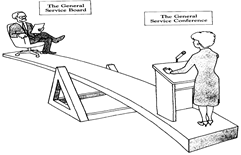 The General
Service Board
The General
Service Conference